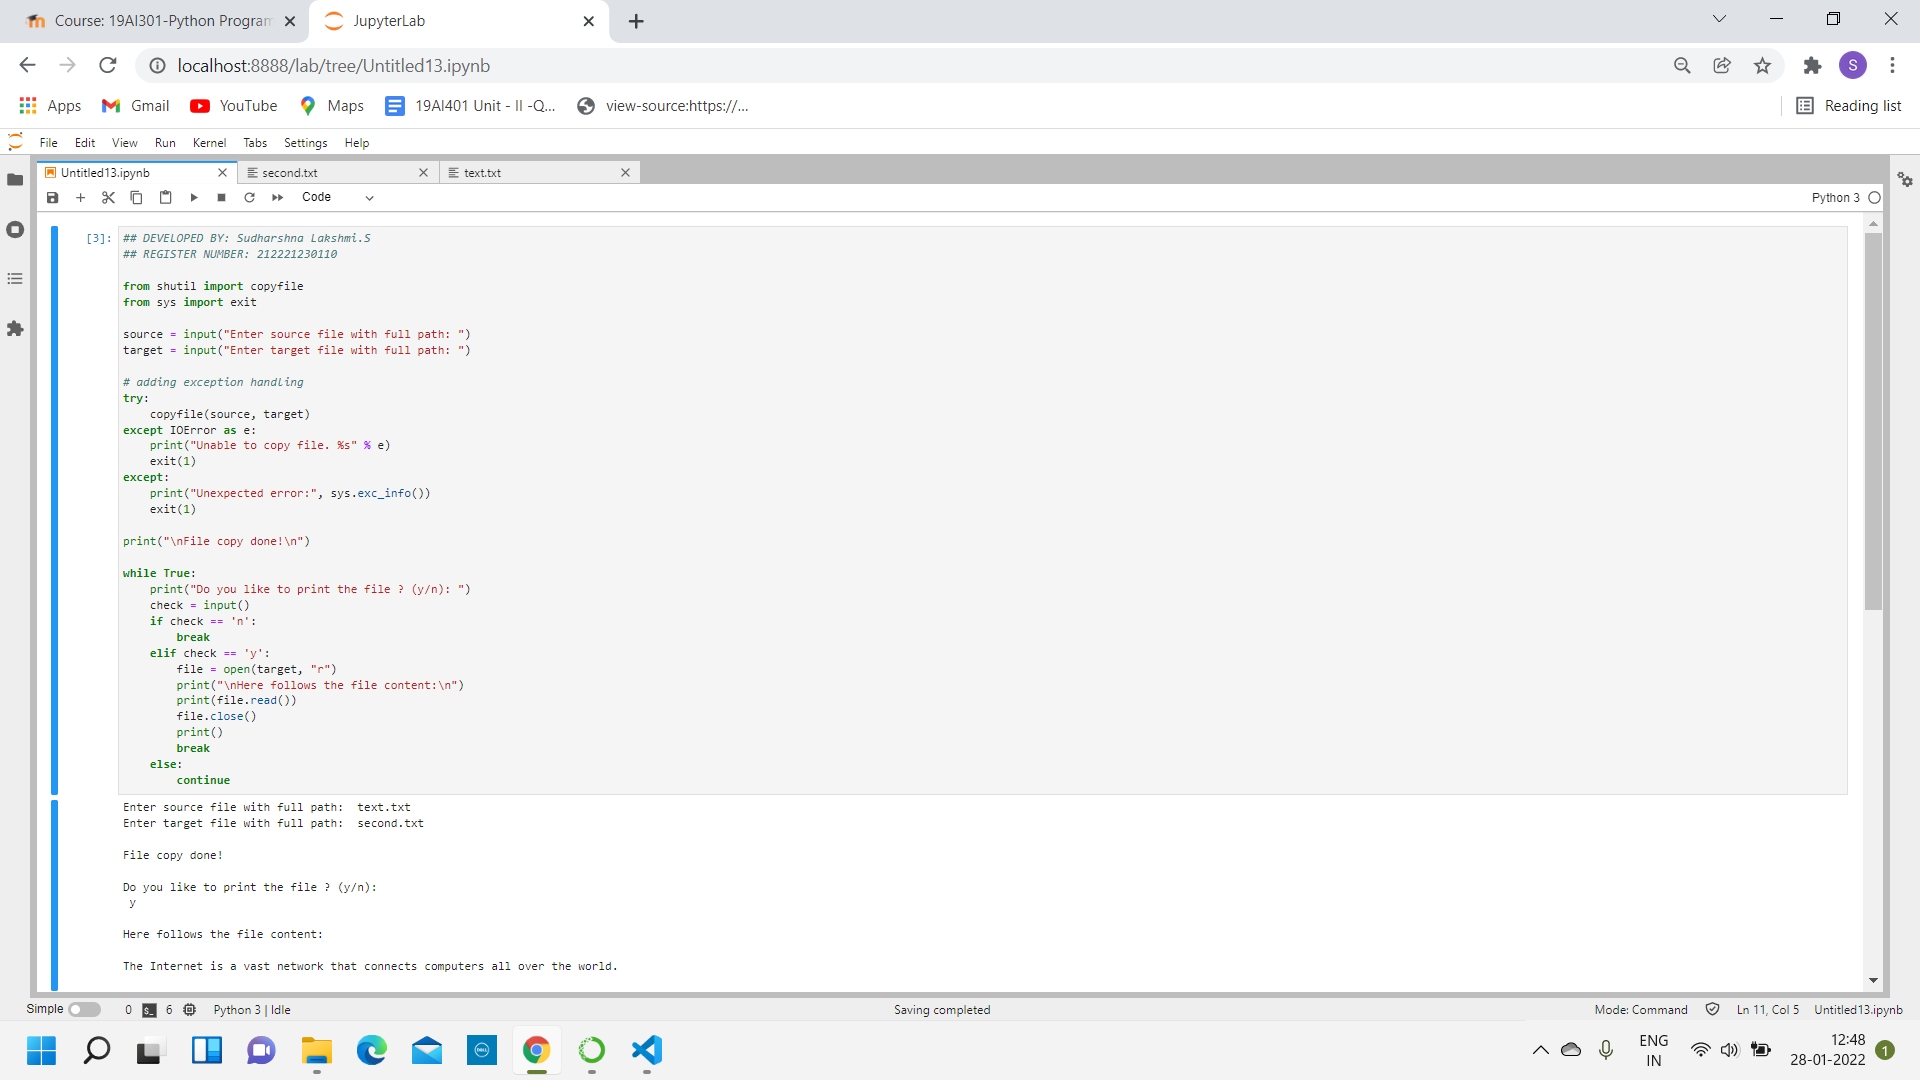 Course: 19AI301-Python Program
JupyterLab
localhost:8888/lab/tree/Untitled13.ipynb
S
Apps
Gmail
YouTube
Maps
19AI401 Unit - II -Q...
view-source:https://...
Reading list
File Edit View Run Kernel Tabs Settings Help
Untitled13.ipynb
second.txt
text.txt
Code
Python 3
[3]:
## DEVELOPED BY: Sudharshna Lakshmi.S
## REGISTER NUMBER: 212221230110
from shutil import copyfile
from sys import exit
source = input("Enter source file with full path: ")
target = input("Enter target file with full path: ")
# adding exception handling
try:
    copyfile(source, target)
except IOError as e:
    print("Unable to copy file. %s" % e)
    exit(1)
except:
    print("Unexpected error:", sys.exc_info())
    exit(1)
print("\nFile copy done!\n")
while True:
    print("Do you like to print the file ? (y/n): ")
    check = input()
    if check == 'n':
        break
    elif check == 'y':
        file = open(target, "r")
        print("\nHere follows the file content:\n")
        print(file.read())
        file.close()
        print()
        break
    else:
        continue
Enter source file with full path:  text.txt
Enter target file with full path:  second.txt
File copy done!
Do you like to print the file ? (y/n):
 y
Here follows the file content:
The Internet is a vast network that connects computers all over the world.
Simple
0
6
Python 3 | Idle
Saving completed
Mode: Command
Ln 11, Col 5
Untitled13.ipynb
DELL
ENG
IN
12:48
28-01-2022
1